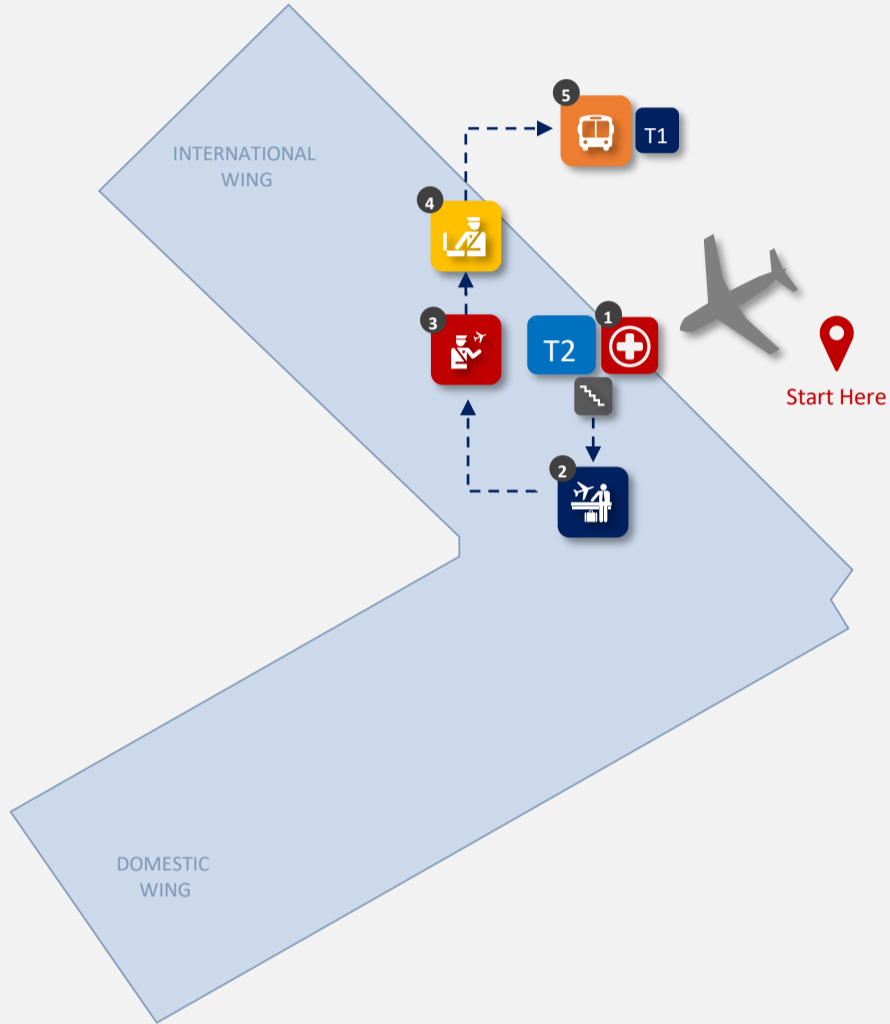 INTERNATIONAL
WING
5
T1
4
3
T2
1
Start Here
2
DOMESTIC
WING